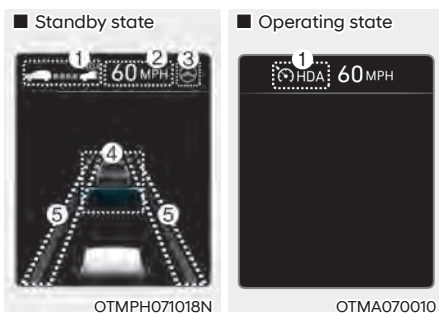 ■ Standby state
① ② ③
60 MPH
④
⑤ ⑤
OTMPH071018N
■ Operating state
①
HDA 60 MPH
OTMA070010